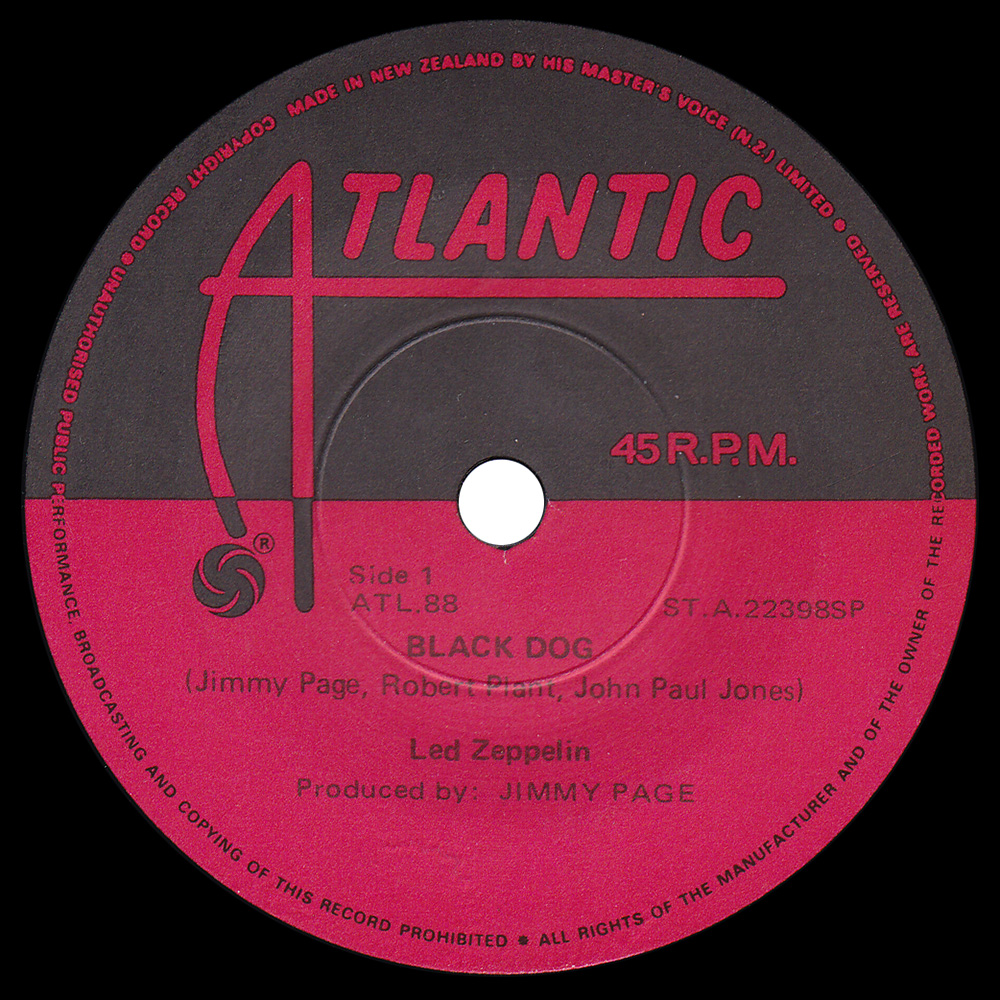 MADE IN NEW ZEALAND BY HIS MASTER'S VOICE (N.Z.) LIMITED * ALL RIGHTS OF THE MANUFACTURER AND OF THE OWNER OF THE RECORDED WORK ARE RESERVED * UNAUTHORISED PUBLIC PERFORMANCE, BROADCASTING AND COPYING OF THIS RECORD PROHIBITED * COPYRIGHT RECORD
ATLANTIC
45 R.P.M.
®
Side 1
ATL.88 ST.A.22398SP
BLACK DOG
(Jimmy Page, Robert Plant, John Paul Jones)
Led Zeppelin
Produced by: JIMMY PAGE